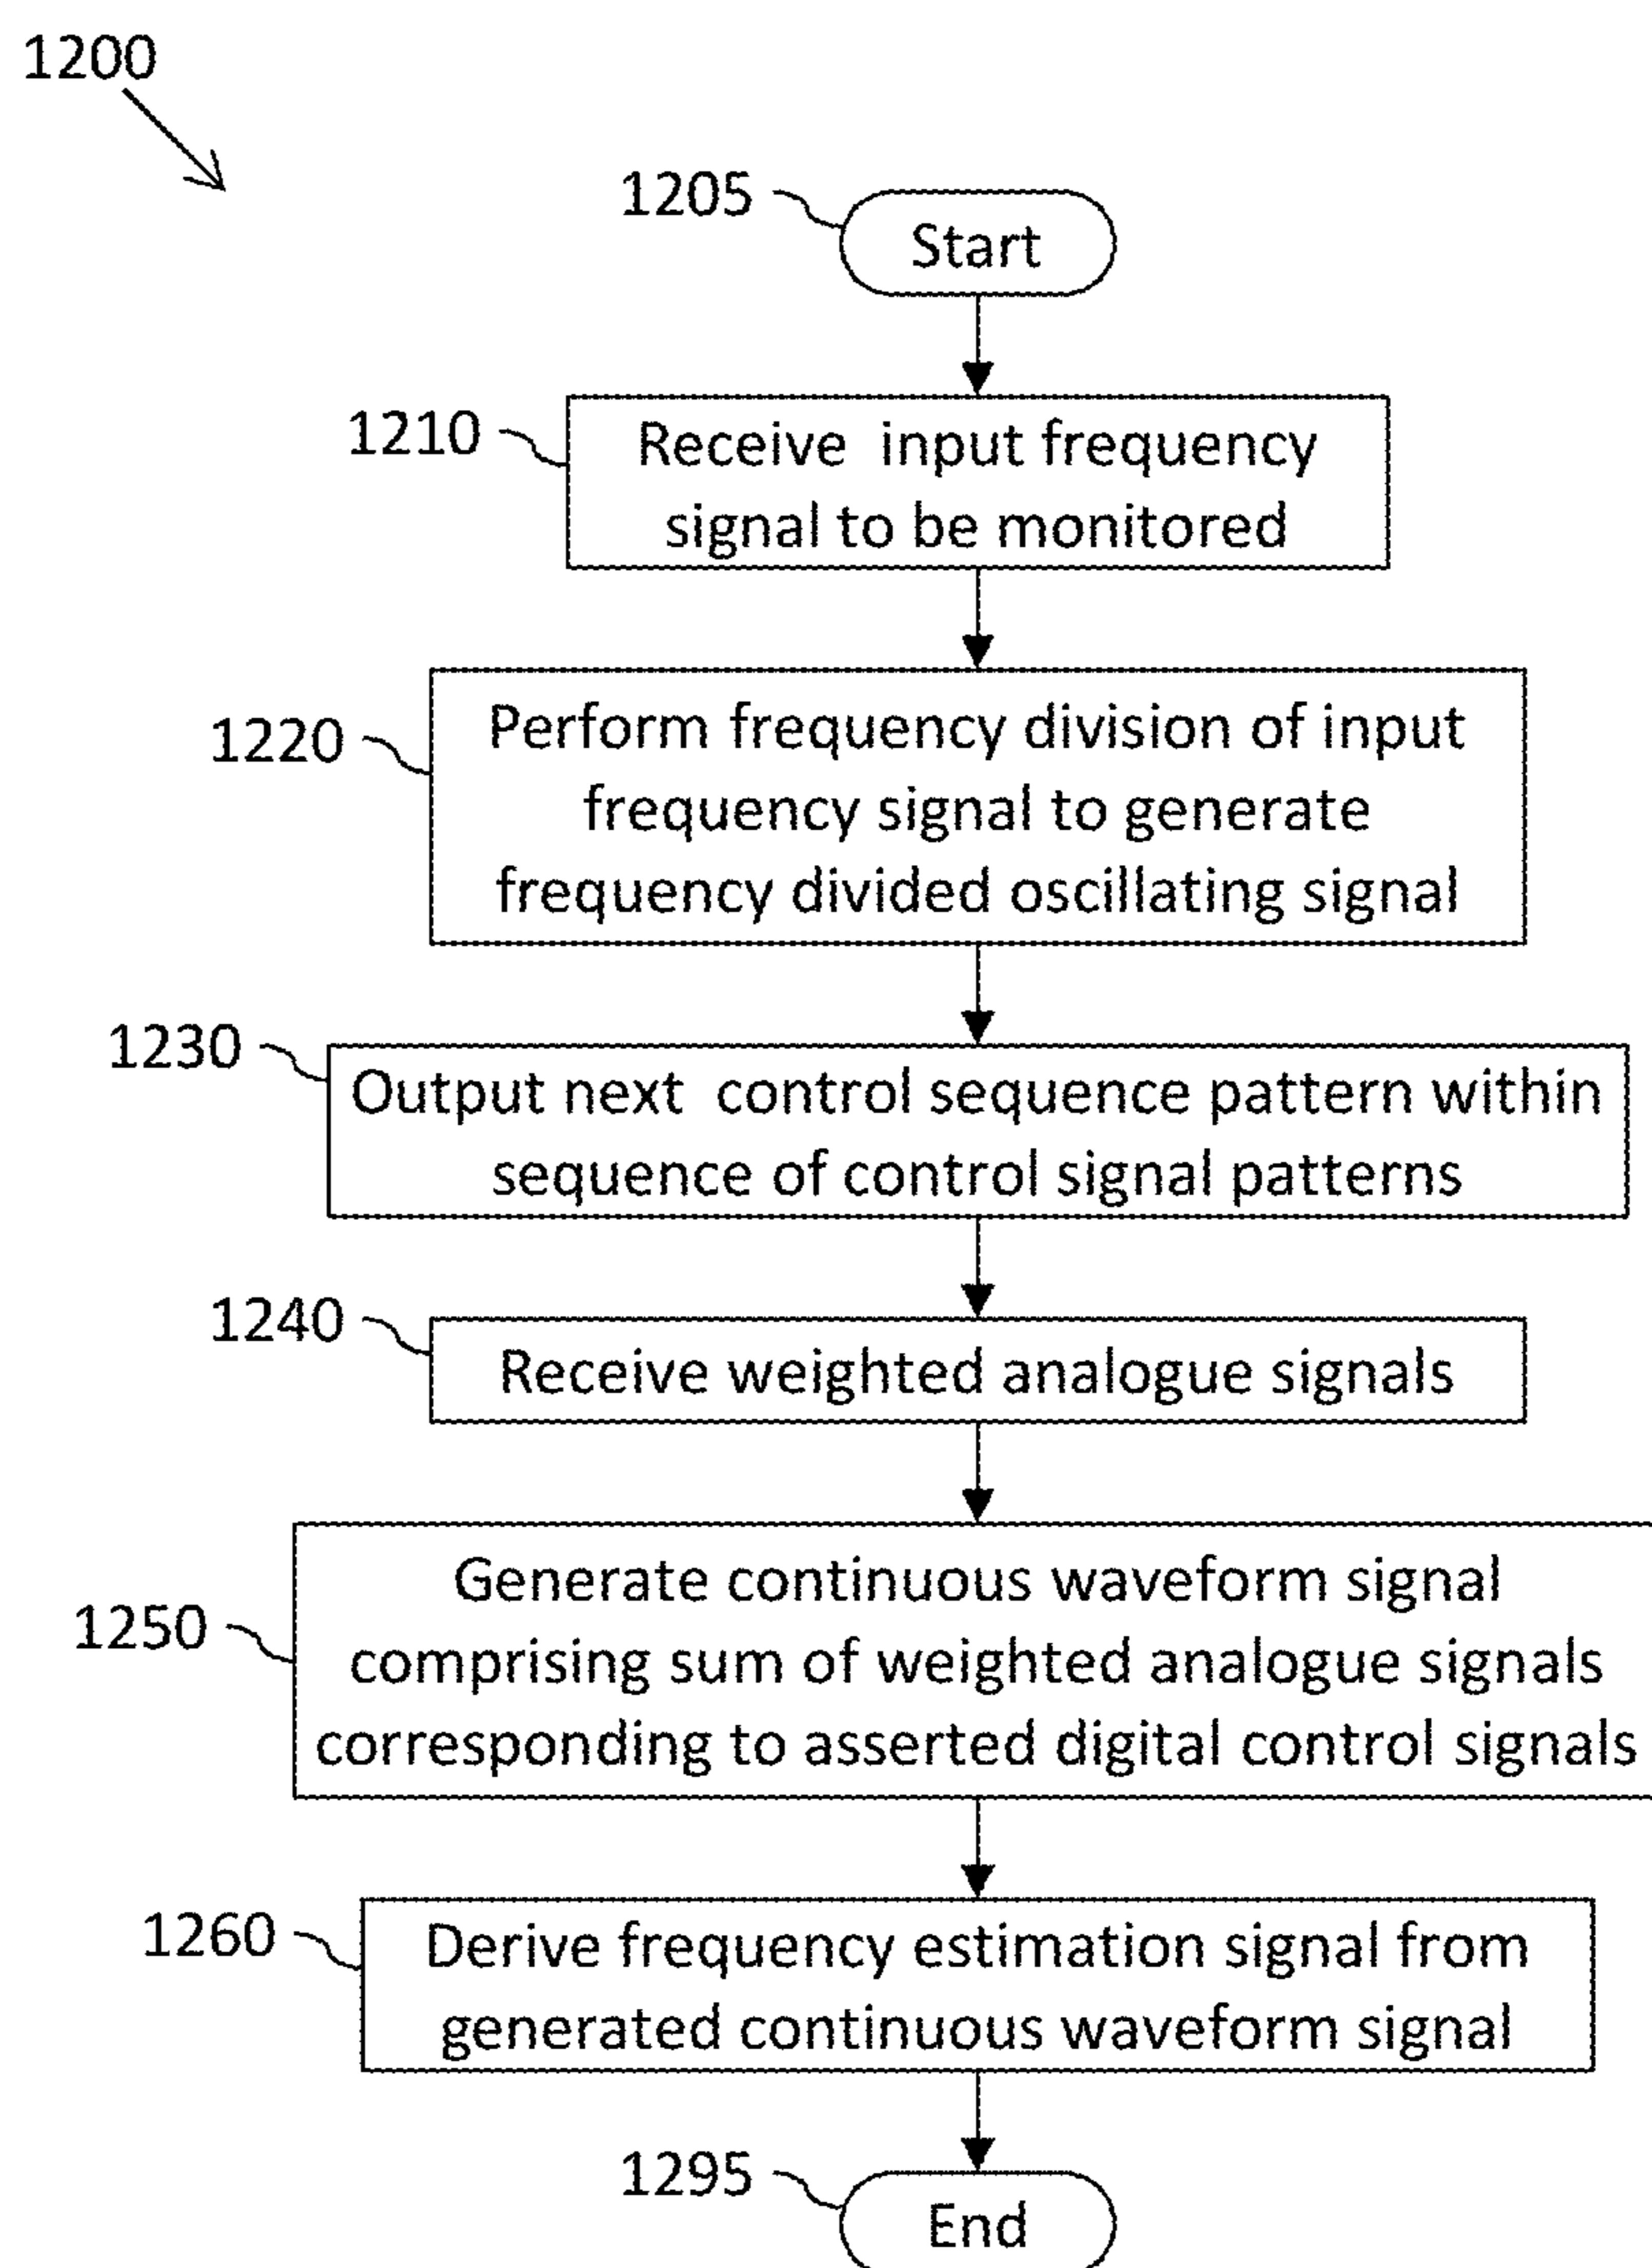 1200
1205
Start
1210
Receive input frequency
signal to be monitored
1220
Perform frequency division of input
frequency signal to generate
frequency divided oscillating signal
1230
Output next control sequence pattern within
sequence of control signal patterns
1240
Receive weighted analogue signals
1250
Generate continuous waveform signal
comprising sum of weighted analogue signals
corresponding to asserted digital control signals
1260
Derive frequency estimation signal from
generated continuous waveform signal
1295
End